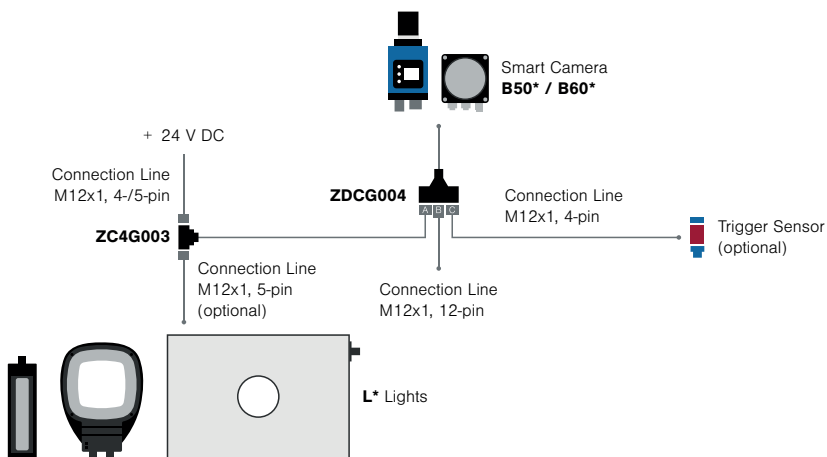 Smart Camera
B50* / B60*
+ 24 V DC
Connection Line
M12x1, 4-/5-pin
ZDCG004
A B C
Connection Line
M12x1, 4-pin
ZC4G003
Trigger Sensor
(optional)
Connection Line
M12x1, 5-pin
(optional)
Connection Line
M12x1, 12-pin
L* Lights